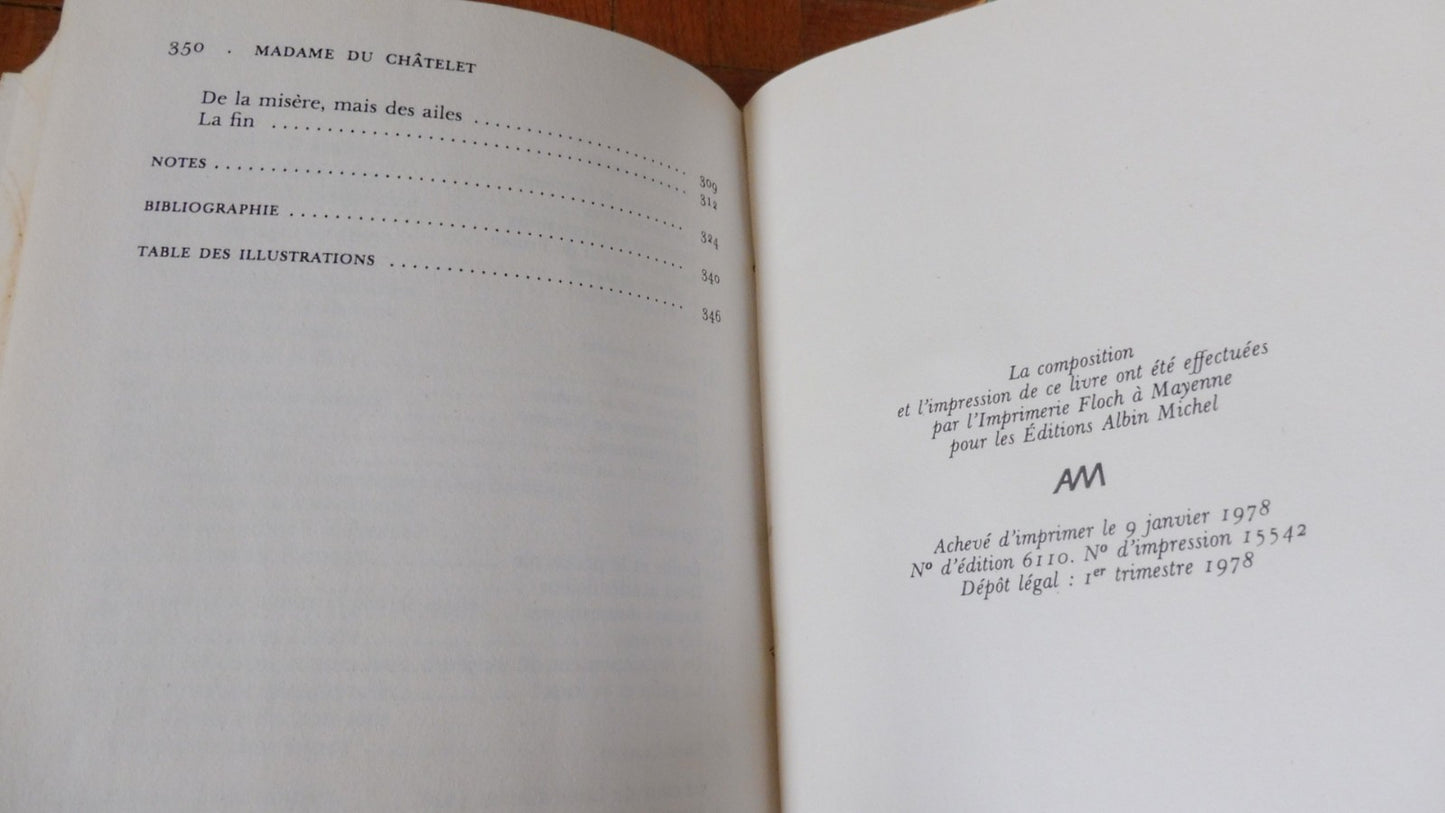 350 . MADAME DU CHÂTELET
De la misère, mais des ailes .................... 309
La fin .................... 312
NOTES .................... 324
BIBLIOGRAPHIE .................... 340
TABLE DES ILLUSTRATIONS .................... 346
La composition
et l'impression de ce livre ont été effectuées
par l'Imprimerie Floch à Mayenne
pour les Éditions Albin Michel
AM
Achevé d'imprimer le 9 janvier 1978
Nº d'édition 6110. Nº d'impression 15542
Dépôt légal : 1er trimestre 1978